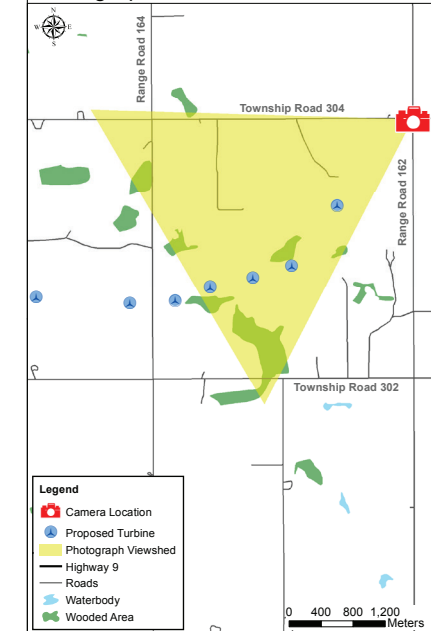 N
W E
S
Range Road 164
Township Road 304
Range Road 162
Township Road 302
Legend
Camera Location
Proposed Turbine
Photograph Viewshed
Highway 9
Roads
Waterbody
Wooded Area
0 400 800 1,200
Meters